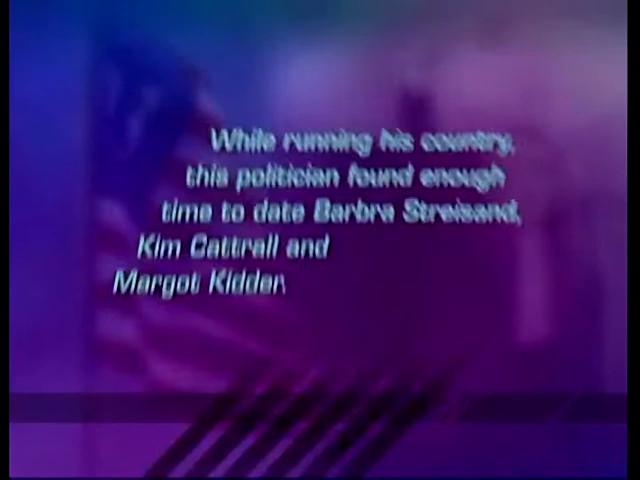 While running his country,
this politician found enough
time to date Barbra Streisand,
Kim Cattrall and
Margot Kidder.